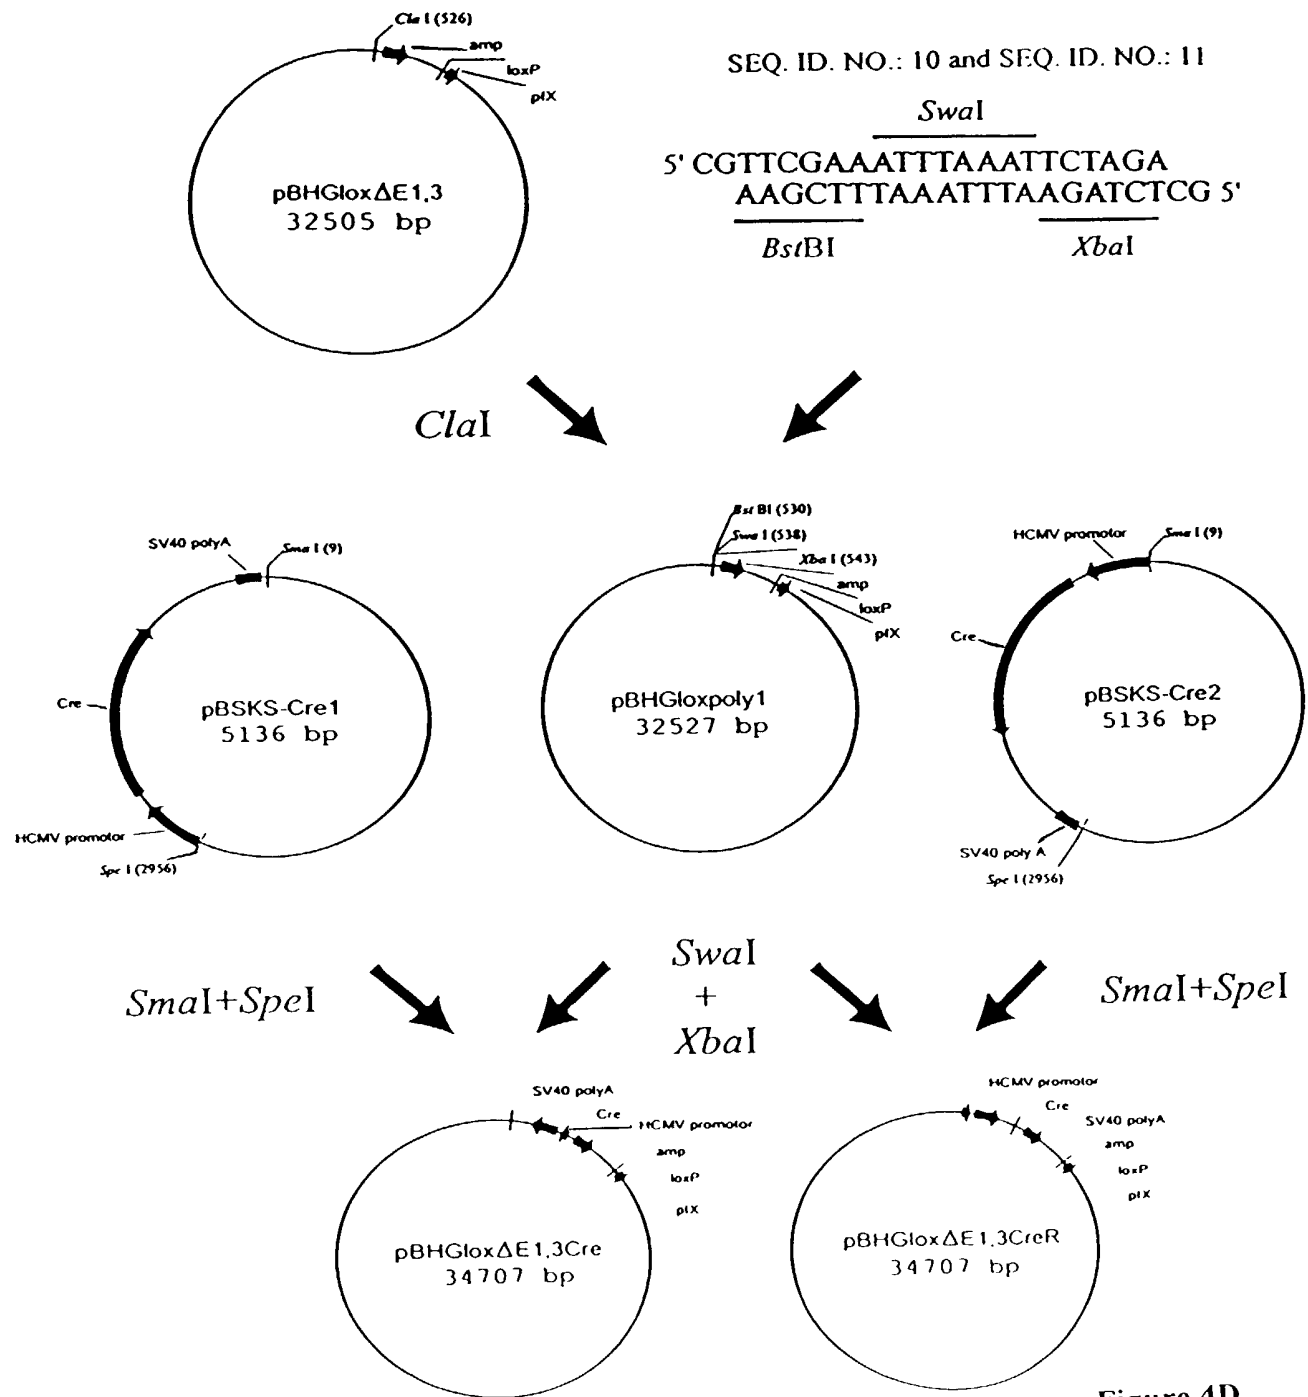 Cla I (526)
amp
loxP
pIX
pBHGloxΔE1,3
32505 bp
SEQ. ID. NO.: 10 and SEQ. ID. NO.: 11
SwaI
5' CGTTCGAAATTTAAATTCTAGA
AAGCTTTAAATTTAAGATCTCG 5'
BstBI
XbaI
ClaI
SV40 polyA
Sma I (9)
Cre
pBSKS-Cre1
5136 bp
HCMV promotor
Spe I (2956)
Bst BI (530)
Swa I (538)
Xba I (543)
amp
loxP
pIX
pBHGloxpoly1
32527 bp
HCMV promotor
Sma I (9)
Cre
pBSKS-Cre2
5136 bp
SV40 poly A
Spe I (2956)
SmaI+SpeI
SwaI
+
XbaI
SmaI+SpeI
SV40 polyA
Cre
HCMV promotor
amp
loxP
pIX
pBHGloxΔE1,3Cre
34707 bp
HCMV promotor
Cre
SV40 polyA
amp
loxP
pIX
pBHGloxΔE1,3CreR
34707 bp
Figure 4D